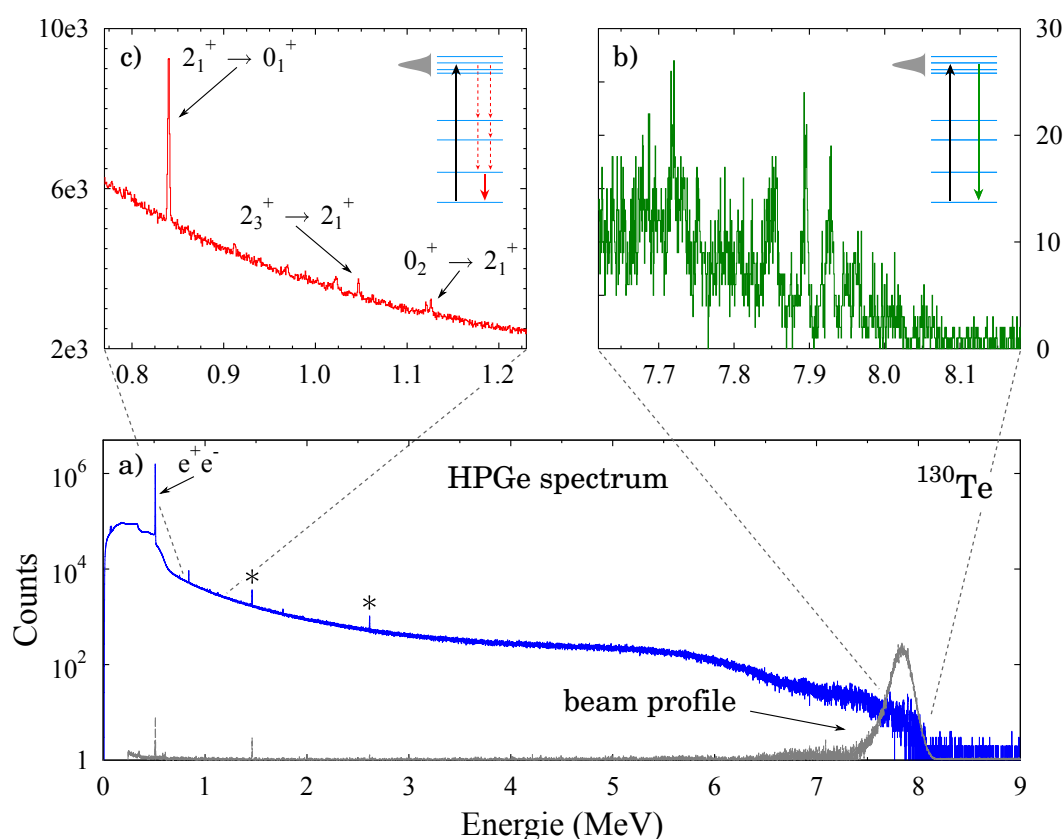 10e3
6e3
2e3
c)
2₁⁺ → 0₁⁺
2₃⁺ → 2₁⁺
0₂⁺ → 2₁⁺
0.8 0.9 1.0 1.1 1.2
b)
30
20
10
0
7.7 7.8 7.9 8.0 8.1
a)
e⁺e⁻
HPGe spectrum
¹³⁰Te
*
*
beam profile
Counts
10⁶
10⁴
10²
1
0 1 2 3 4 5 6 7 8 9
Energie (MeV)